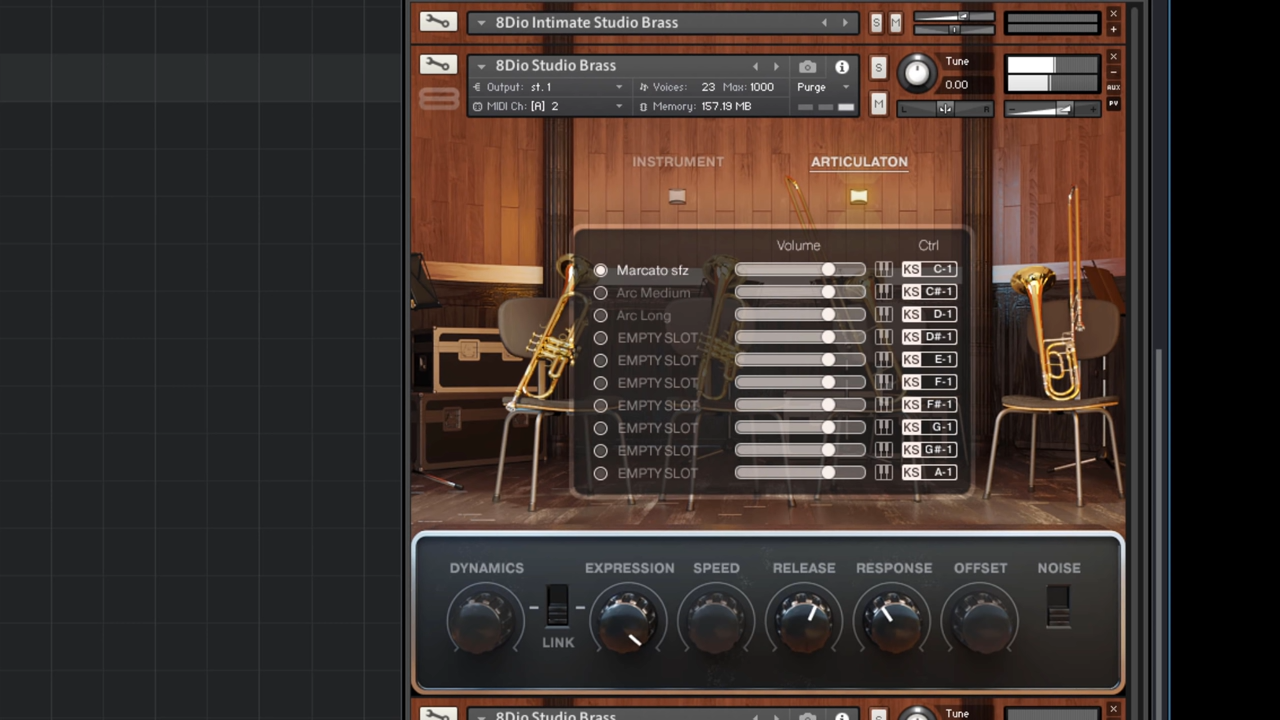 8Dio Intimate Studio Brass
S M
8Dio Studio Brass
S
Tune
Output: st. 1
Voices: 23 Max: 1000
Purge
0.00
AUX
MIDI Ch: [A] 2
Memory: 157.19 MB
M
L R
PV
INSTRUMENT
ARTICULATON
Volume
Ctrl
Marcato sfz KS C-1
Arc Medium KS C#-1
Arc Long KS D-1
EMPTY SLOT KS D#-1
EMPTY SLOT KS E-1
EMPTY SLOT KS F-1
EMPTY SLOT KS F#-1
EMPTY SLOT KS G-1
EMPTY SLOT KS G#-1
EMPTY SLOT KS A-1
DYNAMICS
EXPRESSION
SPEED
RELEASE
RESPONSE
OFFSET
NOISE
LINK
8Dio Studio Brass
S
Tune